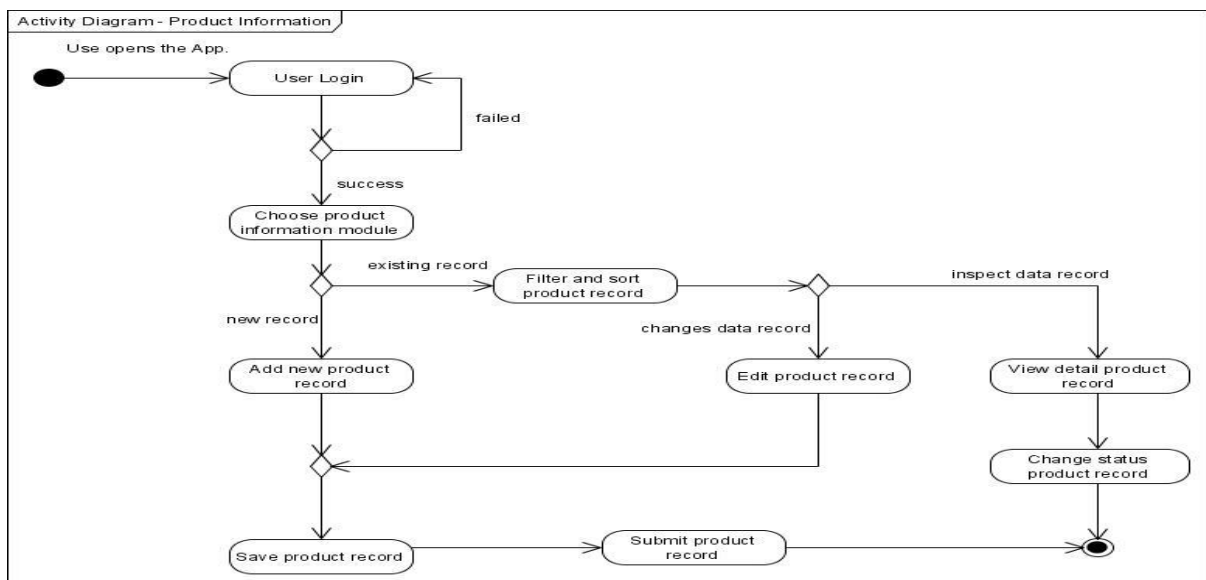 Activity Diagram - Product Information
Use opens the App.
User Login
failed
success
Choose product
information module
existing record
Filter and sort
product record
inspect data record
new record
changes data record
Add new product
record
Edit product record
View detail product
record
Change status
product record
Save product record
Submit product
record